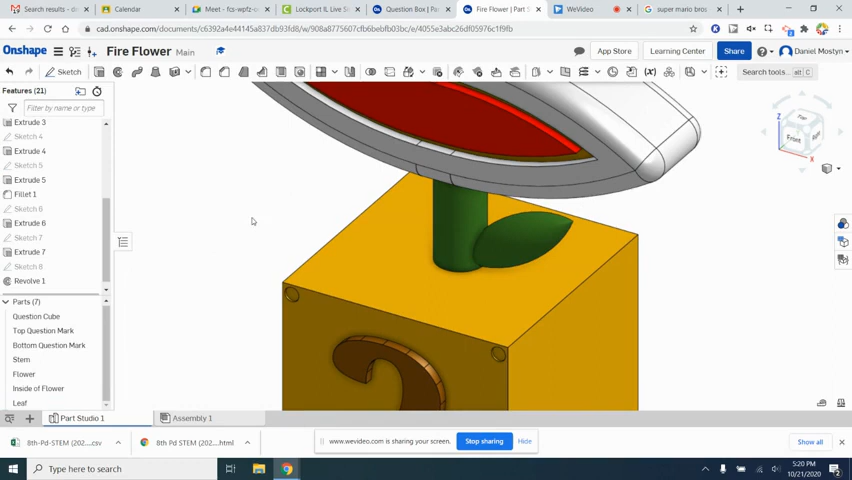 Search results - d
Calendar
Meet - fcs-wpfz-
Lockport IL Live S
Question Box | Pa
Fire Flower | Part S
WeVideo
super mario bros
cad.onshape.com/documents/c6392a4e44145a837db93fd8/w/908a8775607cfb6bebfb03bc/e/4055e3abc26df05976c1f9fb
Onshape
Fire Flower Main
App Store
Learning Center
Share
Daniel Mostyn
Sketch
Search tools...
alt C
Features (21)
Filter by name or type
Extrude 3
Sketch 4
Extrude 4
Sketch 5
Extrude 5
Fillet 1
Sketch 6
Extrude 6
Sketch 7
Extrude 7
Sketch 8
Revolve 1
Parts (7)
Question Cube
Top Question Mark
Bottom Question Mark
Stem
Flower
Inside of Flower
Leaf
Top
Front
Right
Z
X
Part Studio 1
Assembly 1
8th-Pd-STEM (202....csv
8th Pd STEM (202....html
www.wevideo.com is sharing your screen.
Stop sharing
Hide
Show all
Type here to search
5:20 PM
10/21/2020